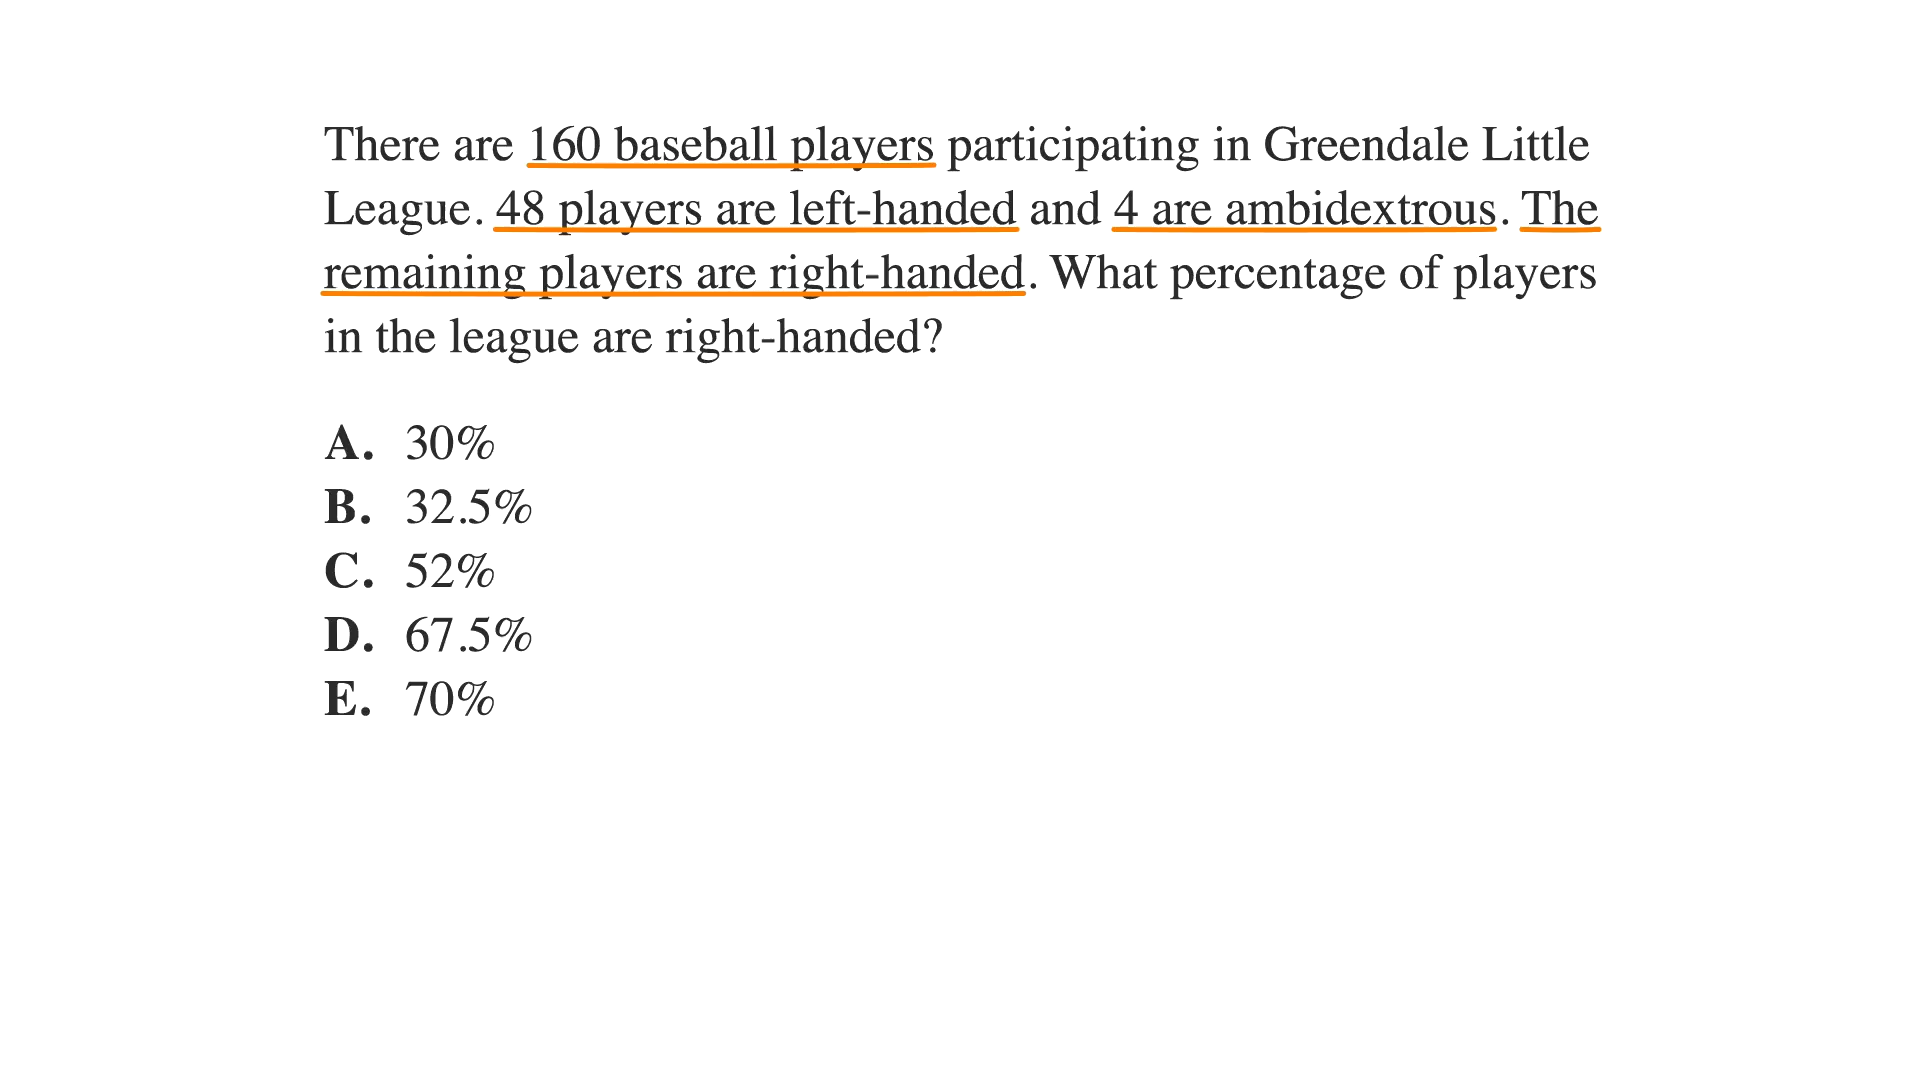 There are 160 baseball players participating in Greendale Little
League. 48 players are left-handed and 4 are ambidextrous. The
remaining players are right-handed. What percentage of players
in the league are right-handed?
A. 30%
B. 32.5%
C. 52%
D. 67.5%
E. 70%